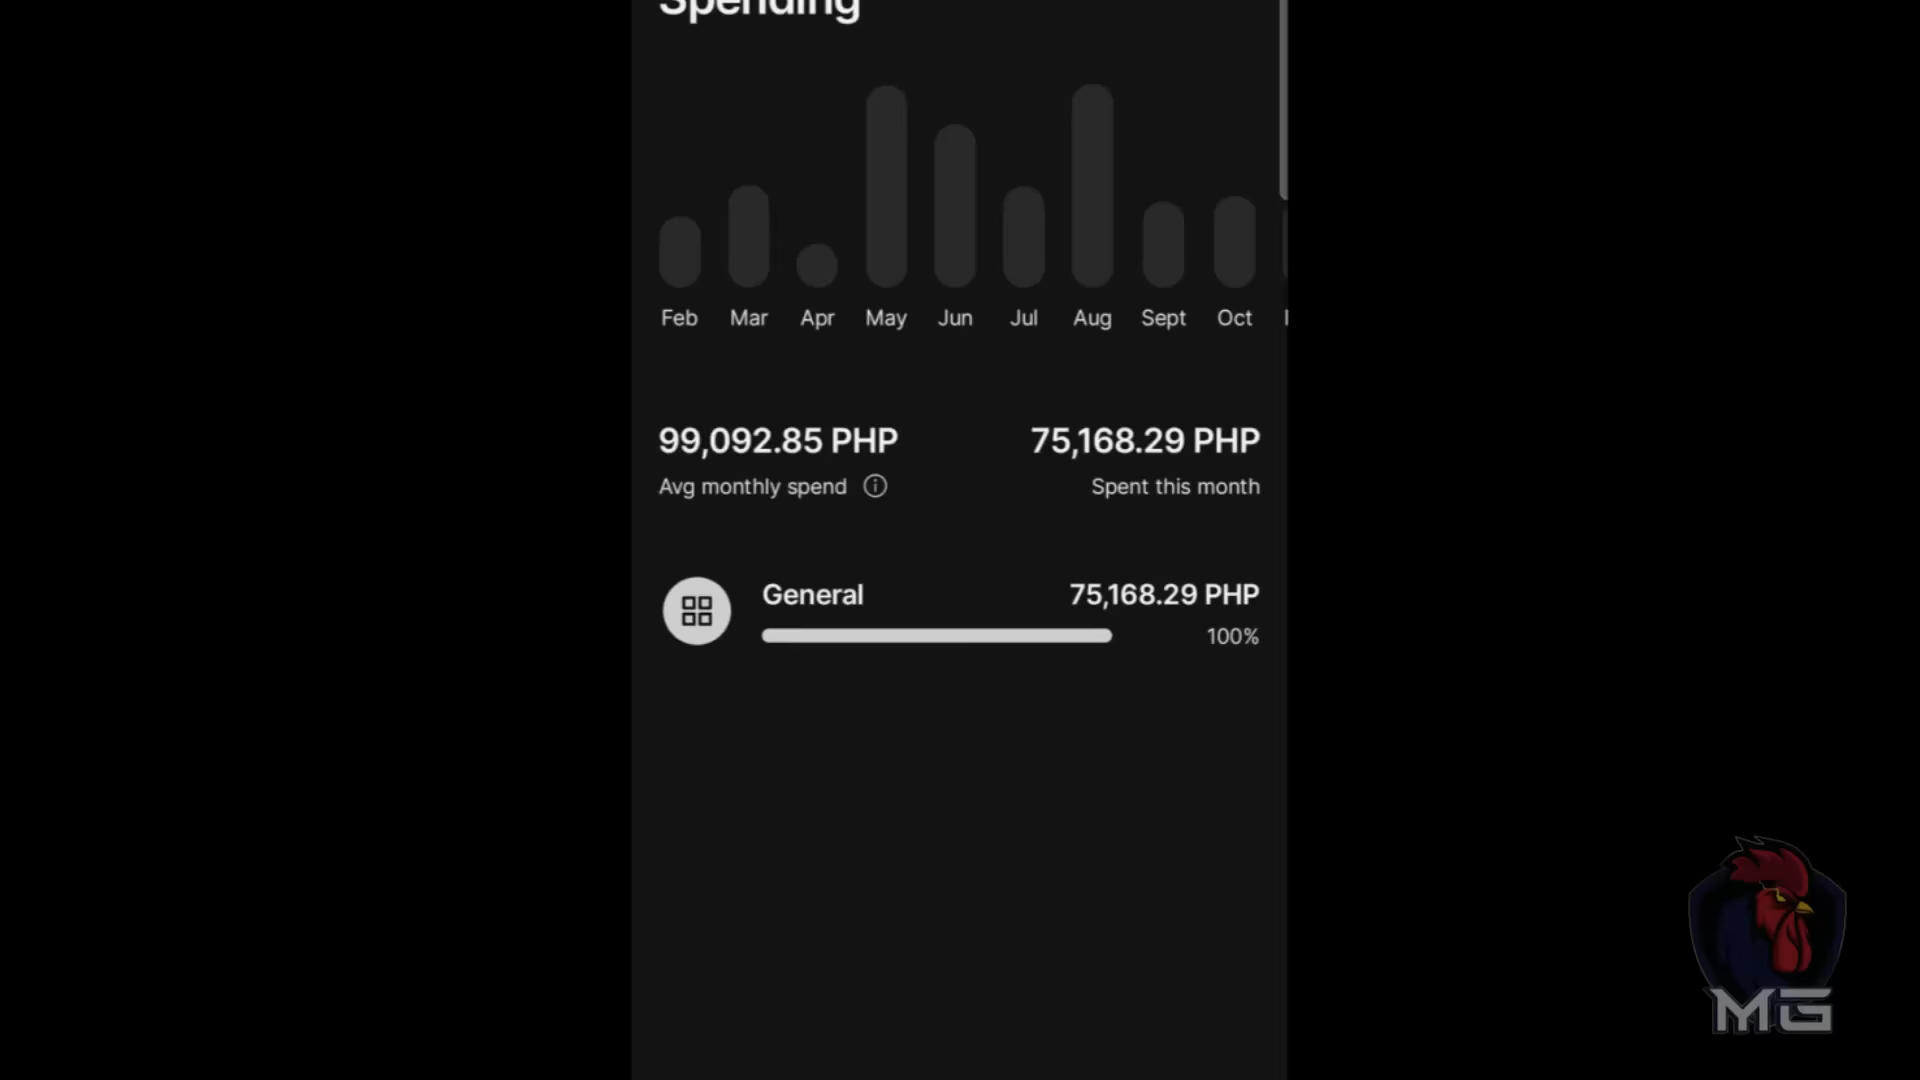 Spending
Feb Mar Apr May Jun Jul Aug Sept Oct
99,092.85 PHP 75,168.29 PHP
Avg monthly spend Spent this month
General 75,168.29 PHP
100%
MG